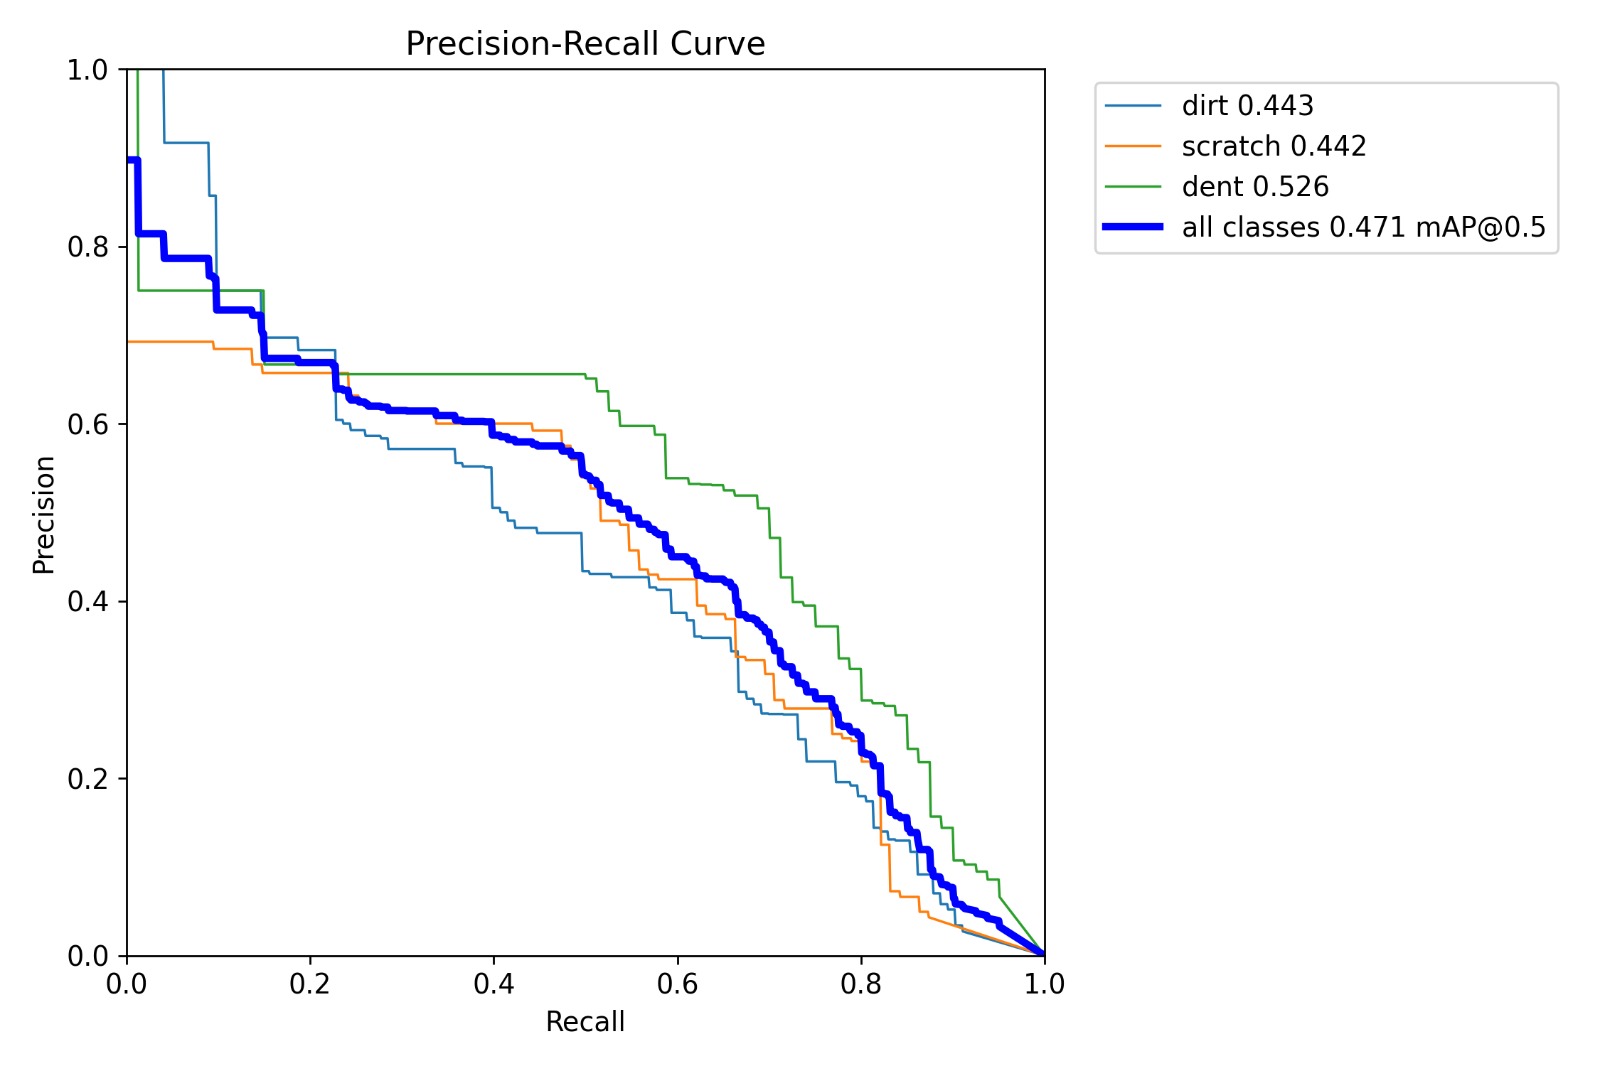 Precision-Recall Curve
1.0
0.8
0.6
0.4
0.2
0.0
Precision
0.0 0.2 0.4 0.6 0.8 1.0
Recall
dirt 0.443
scratch 0.442
dent 0.526
all classes 0.471 mAP@0.5